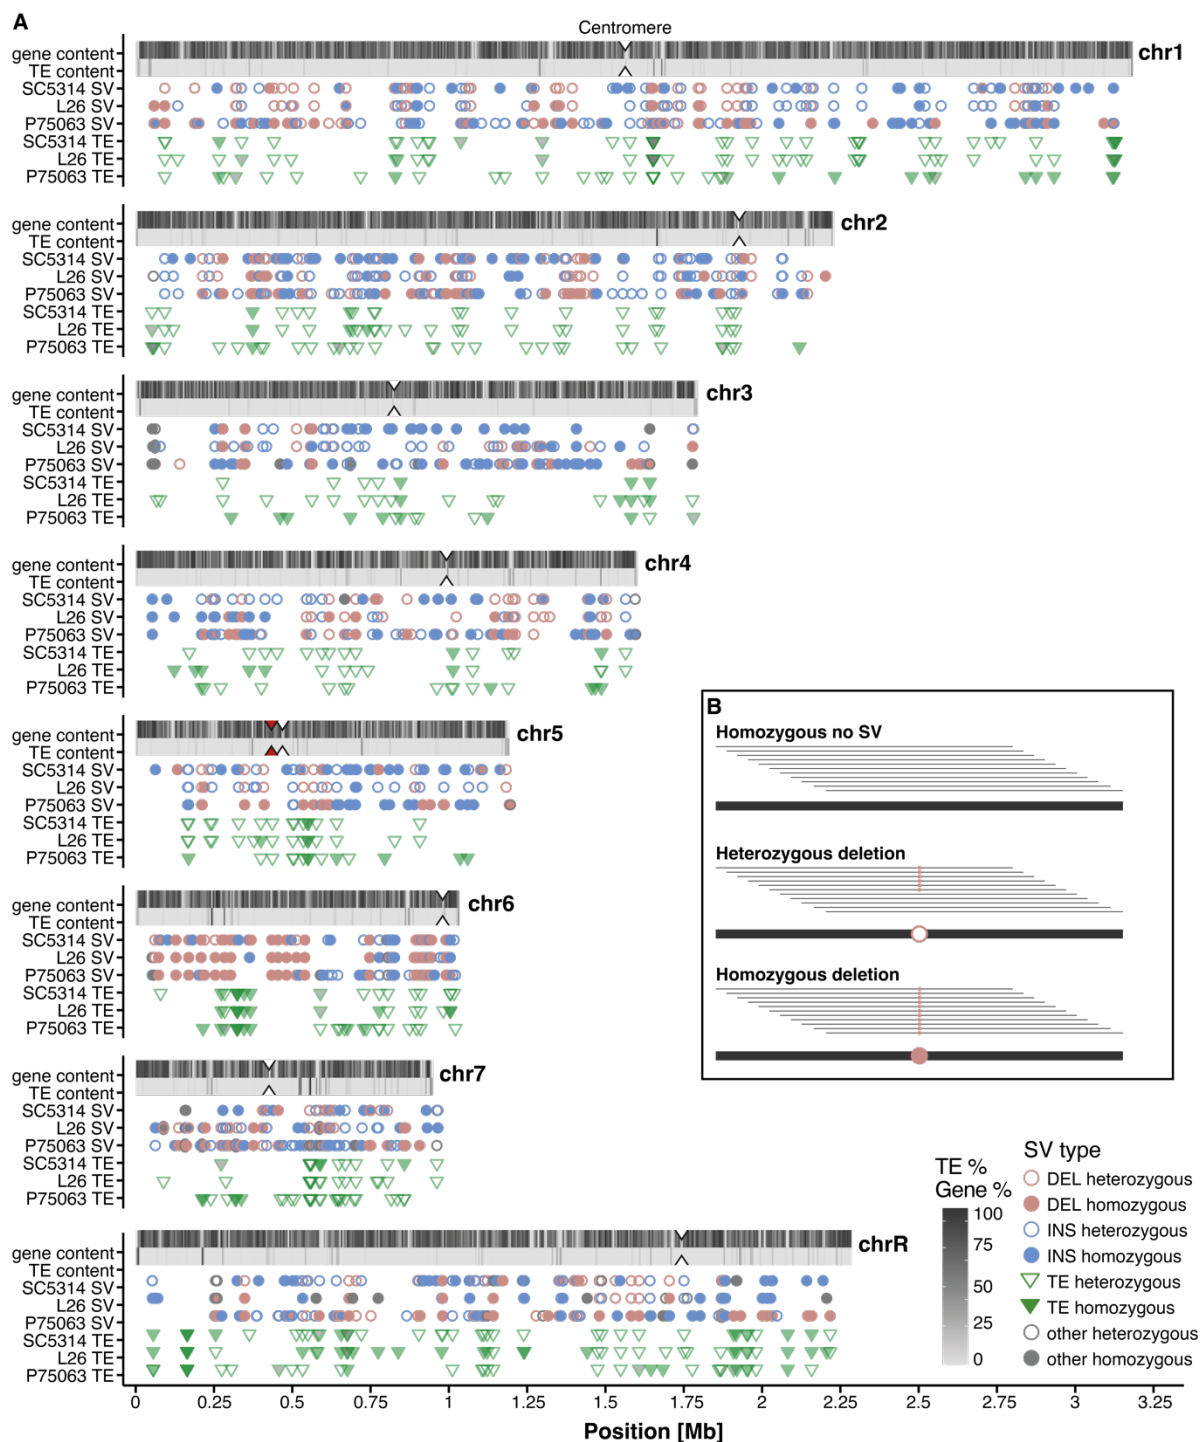 A
Centromere
gene content
TE content
chr1
SC5314 SV
L26 SV
P75063 SV
SC5314 TE
L26 TE
P75063 TE
gene content
TE content
chr2
SC5314 SV
L26 SV
P75063 SV
SC5314 TE
L26 TE
P75063 TE
gene content
TE content
chr3
SC5314 SV
L26 SV
P75063 SV
SC5314 TE
L26 TE
P75063 TE
gene content
TE content
chr4
SC5314 SV
L26 SV
P75063 SV
SC5314 TE
L26 TE
P75063 TE
gene content
TE content
chr5
SC5314 SV
L26 SV
P75063 SV
SC5314 TE
L26 TE
P75063 TE
gene content
TE content
chr6
SC5314 SV
L26 SV
P75063 SV
SC5314 TE
L26 TE
P75063 TE
gene content
TE content
chr7
SC5314 SV
L26 SV
P75063 SV
SC5314 TE
L26 TE
P75063 TE
gene content
TE content
chrR
SC5314 SV
L26 SV
P75063 SV
SC5314 TE
L26 TE
P75063 TE
0 0.25 0.5 0.75 1 1.25 1.5 1.75 2 2.25 2.5 2.75 3 3.25
Position [Mb]
B
Homozygous no SV
Heterozygous deletion
Homozygous deletion
TE %
Gene %
100
75
50
25
0
SV type
DEL heterozygous
DEL homozygous
INS heterozygous
INS homozygous
TE heterozygous
TE homozygous
other heterozygous
other homozygous